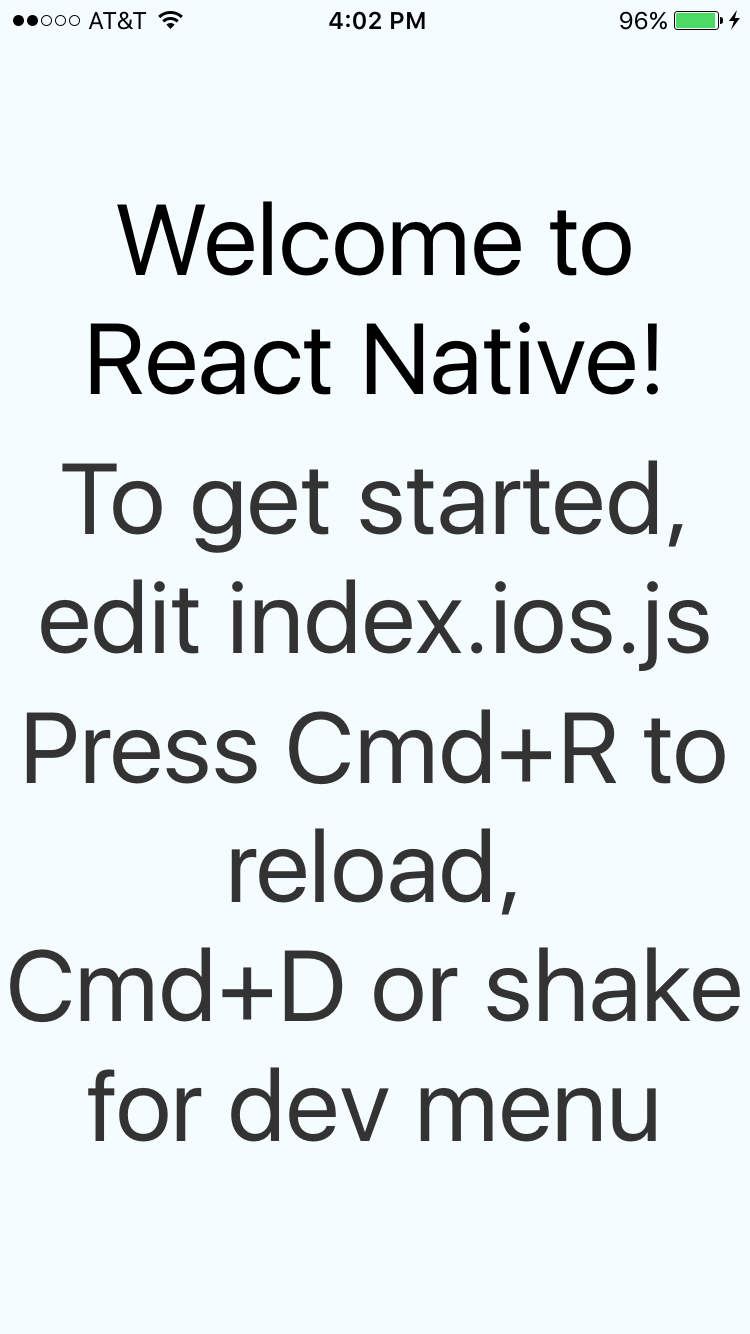 AT&T 4:02 PM 96%
Welcome to
React Native!
To get started,
edit index.ios.js
Press Cmd+R to
reload,
Cmd+D or shake
for dev menu